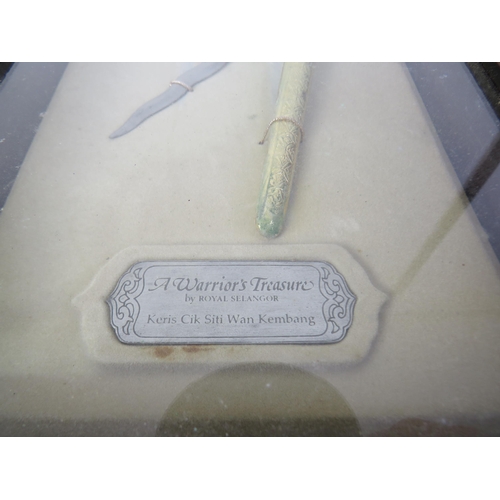 A Warrior's Treasure
by ROYAL SELANGOR
Keris Cik Siti Wan Kembang